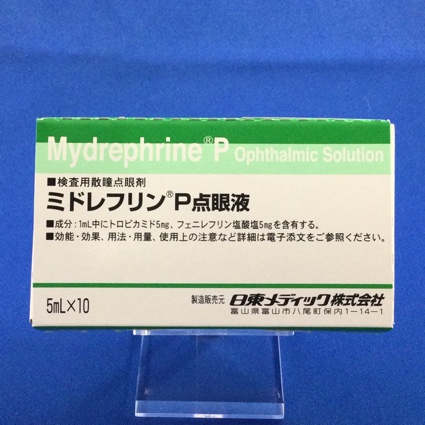 Mydrephrine®P Ophthalmic Solution
■検査用散瞳点眼剤
ミドレフリン®P点眼液
■成分：1mL中にトロピカミド5mg、フェニレフリン塩酸塩5mgを含有する。
■効能・効果、用法・用量、使用上の注意など詳細は電子添文をご参照ください。
5mL×10
製造販売元 日東メディック株式会社
富山県富山市八尾町保内1－14－1